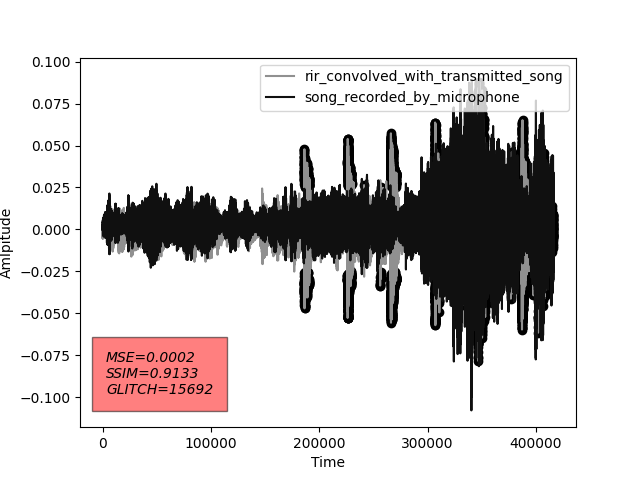 rir_convolved_with_transmitted_song
song_recorded_by_microphone
0.100
0.075
0.050
0.025
0.000
−0.025
−0.050
−0.075
−0.100
Amlpitude
MSE=0.0002
SSIM=0.9133
GLITCH=15692
0 100000 200000 300000 400000
Time